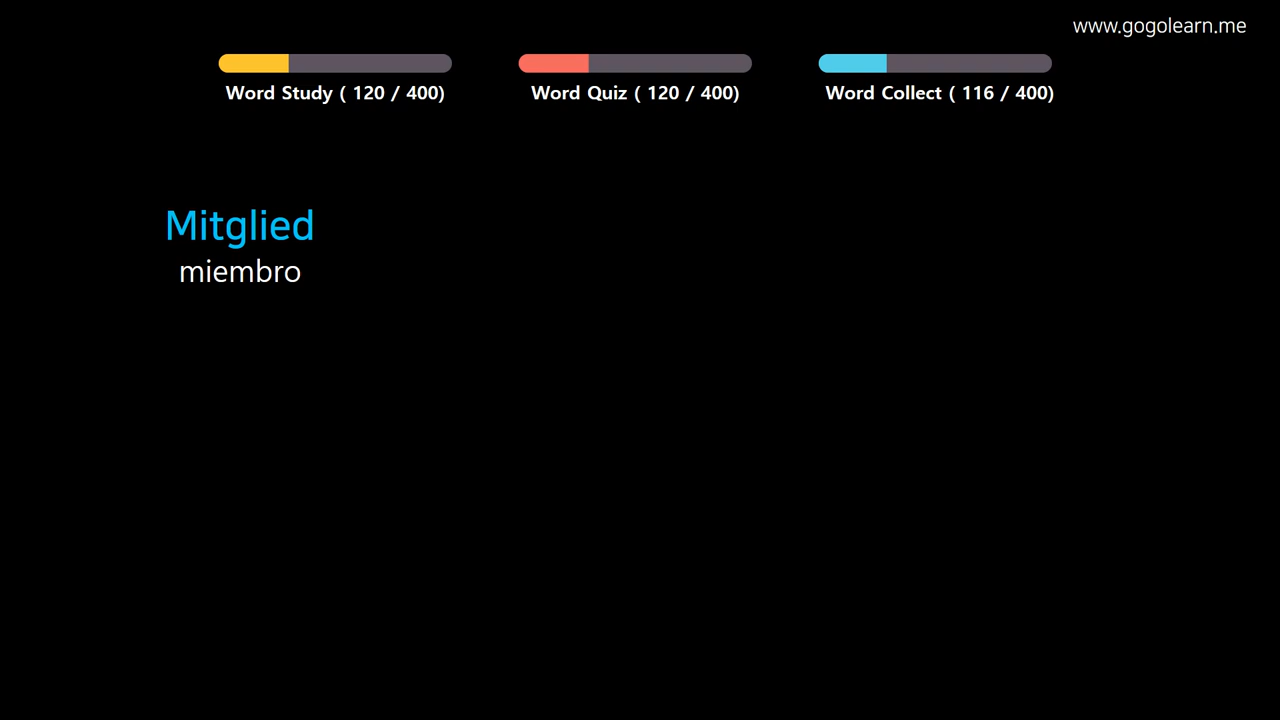 www.gogolearn.me
Word Study ( 120 / 400)
Word Quiz ( 120 / 400)
Word Collect ( 116 / 400)
Mitglied
miembro